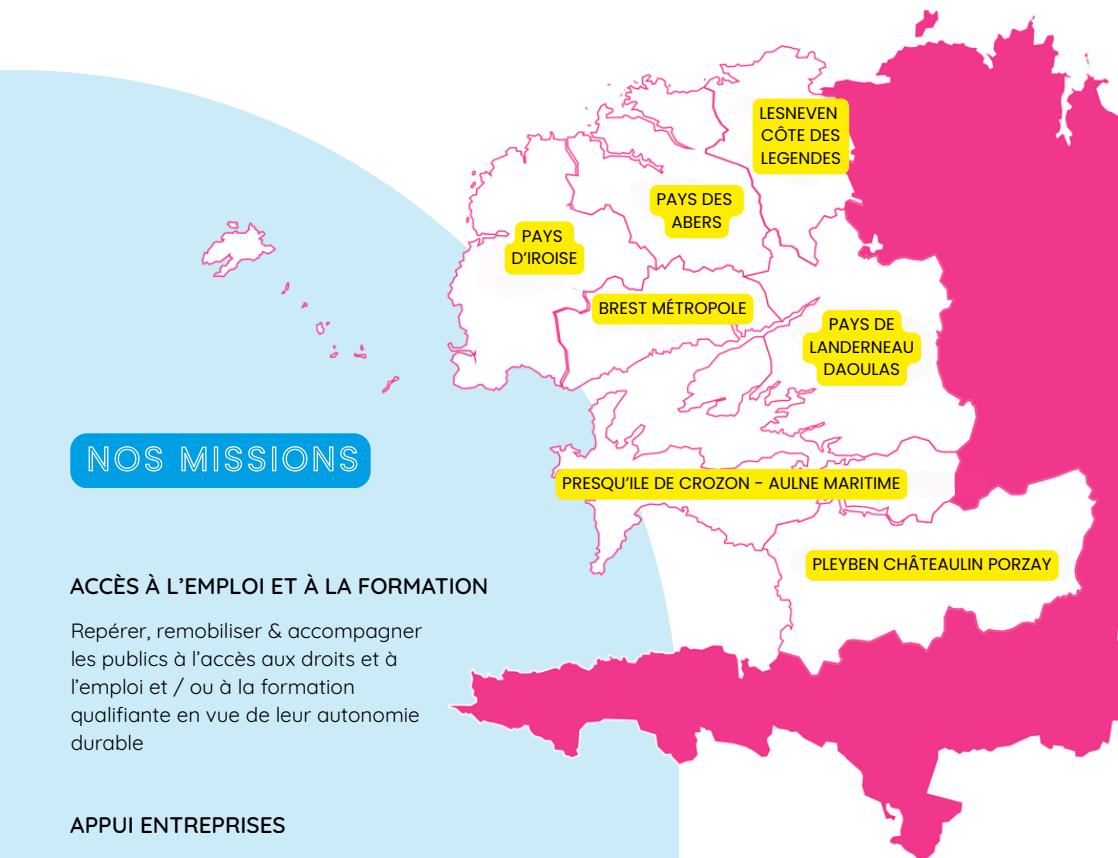 LESNEVEN
CÔTE DES
LEGENDES
PAYS DES
ABERS
PAYS
D'IROISE
BREST MÉTROPOLE
PAYS DE
LANDERNEAU
DAOULAS
PRESQU'ILE DE CROZON - AULNE MARITIME
PLEYBEN CHÂTEAULIN PORZAY
NOS MISSIONS
ACCÈS À L'EMPLOI ET À LA FORMATION
Repérer, remobiliser & accompagner
les publics à l'accès aux droits et à
l'emploi et / ou à la formation
qualifiante en vue de leur autonomie
durable
APPUI ENTREPRISES